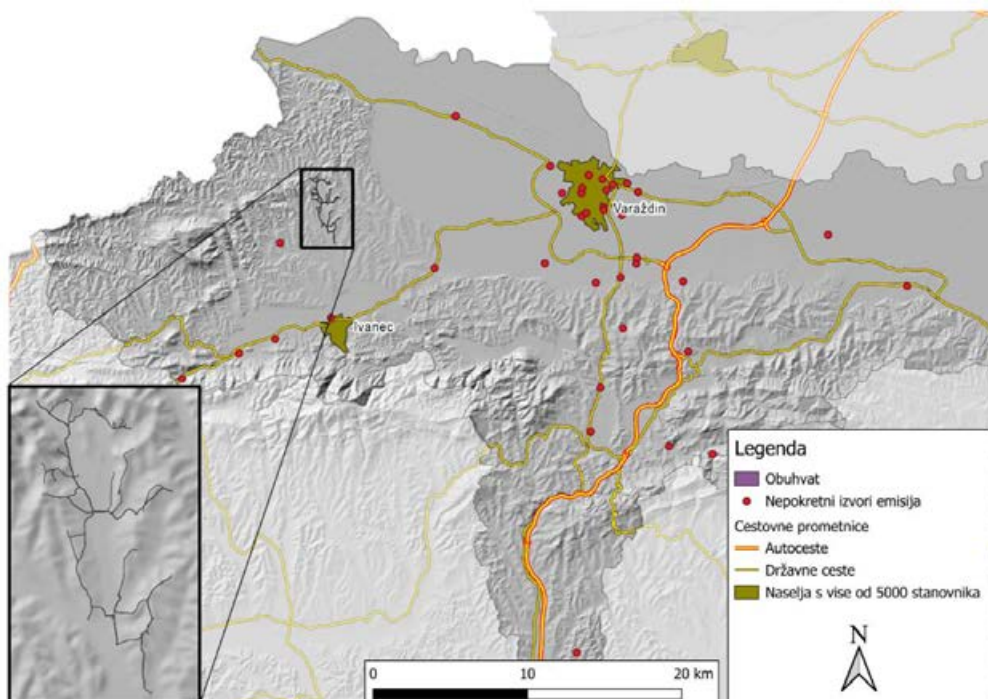 Varaždin
Ivanec
Legenda
Obuhvat
Nepokretni izvori emisija
Cestovne prometnice
Autoceste
Državne ceste
Naselja s vise od 5000 stanovnika
N
0 10 20 km